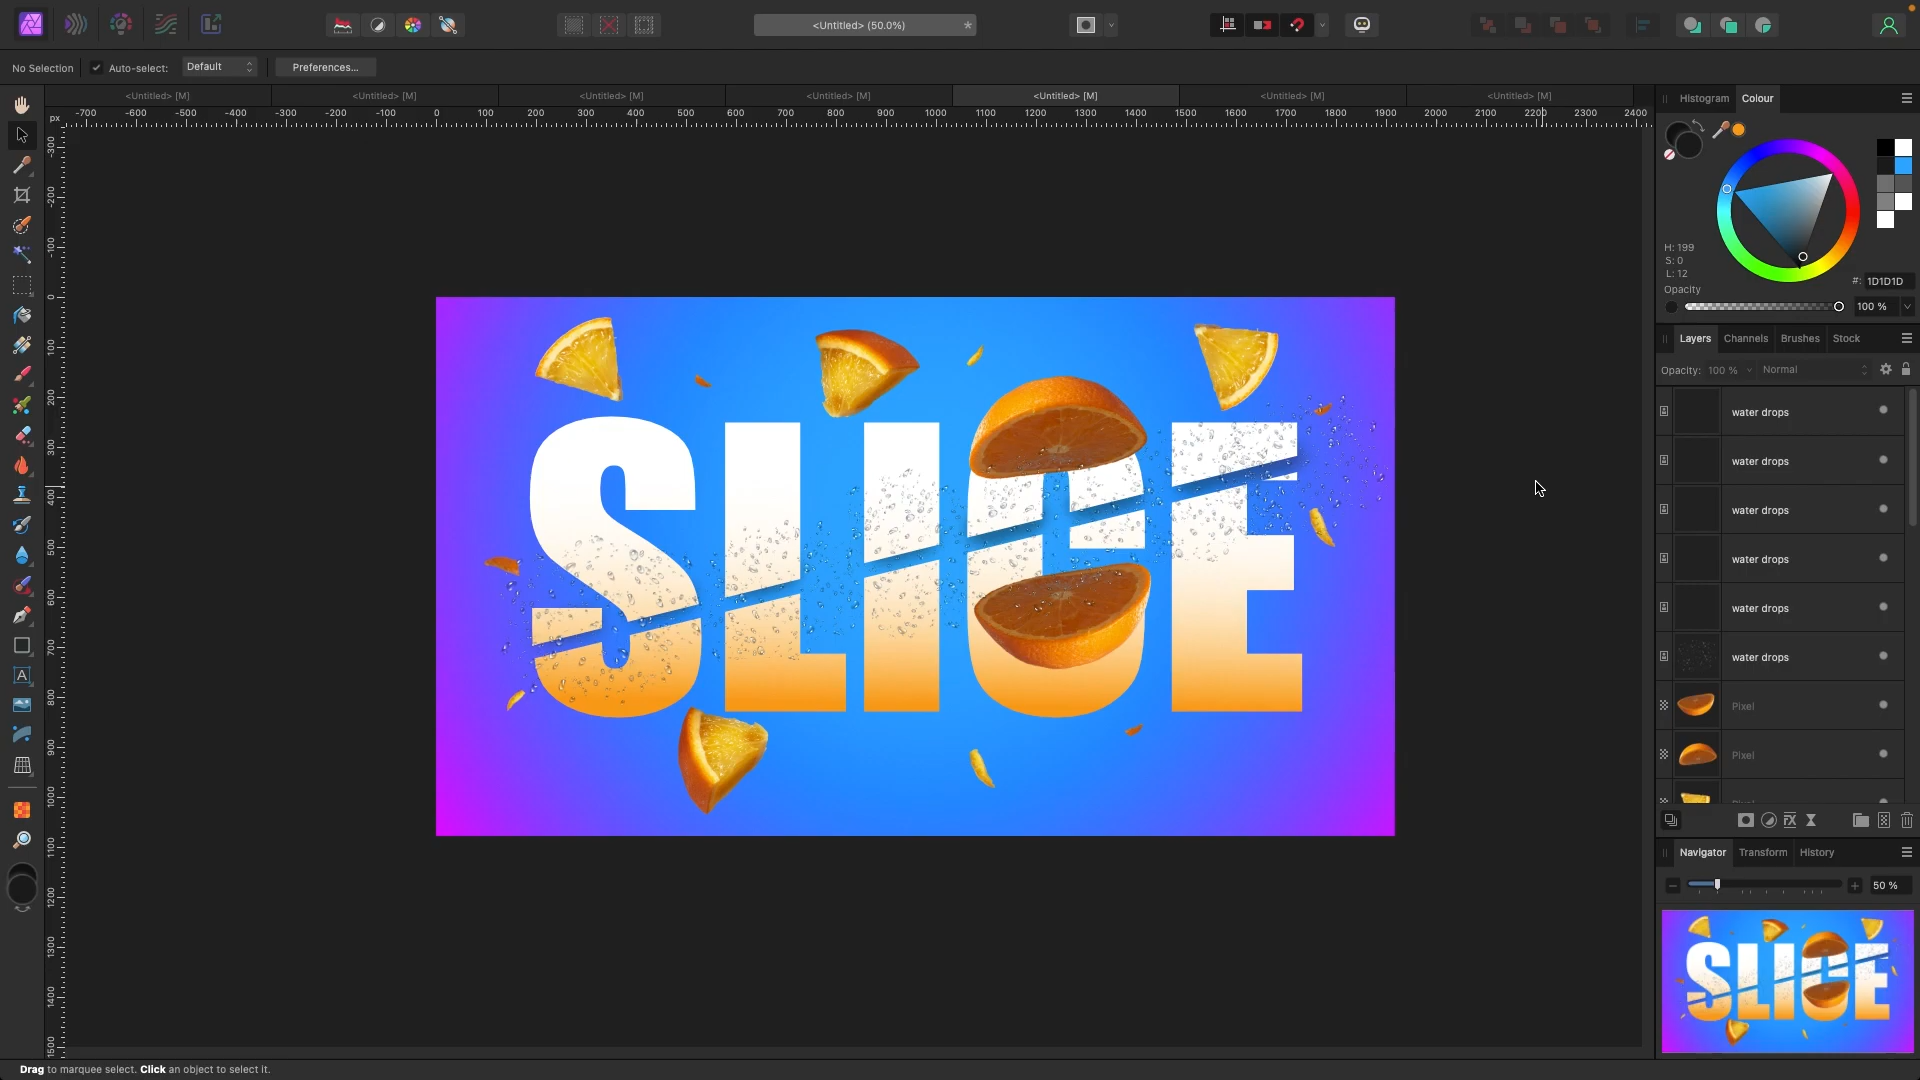 <Untitled> (50.0%)
*
No Selection
Auto-select:
Default
Preferences...
<Untitled> [M]
<Untitled> [M]
<Untitled> [M]
<Untitled> [M]
<Untitled> [M]
<Untitled> [M]
<Untitled> [M]
px
-700 -600 -500 -400 -300 -200 -100 0 100 200 300 400 500 600 700 800 900 1000 1100 1200 1300 1400 1500 1600 1700 1800 1900 2000 2100 2200 2300 2400
-300
-200
-100
0
100
200
300
400
500
600
700
800
900
1000
1100
1200
1300
1400
1500
SLICE
Histogram
Colour
H: 199
S: 0
L: 12
#: 1D1D1D
Opacity
100 %
Layers
Channels
Brushes
Stock
Opacity: 100 %
Normal
water drops
water drops
water drops
water drops
water drops
water drops
Pixel
Pixel
Navigator
Transform
History
50 %
SLICE
Drag to marquee select. Click an object to select it.